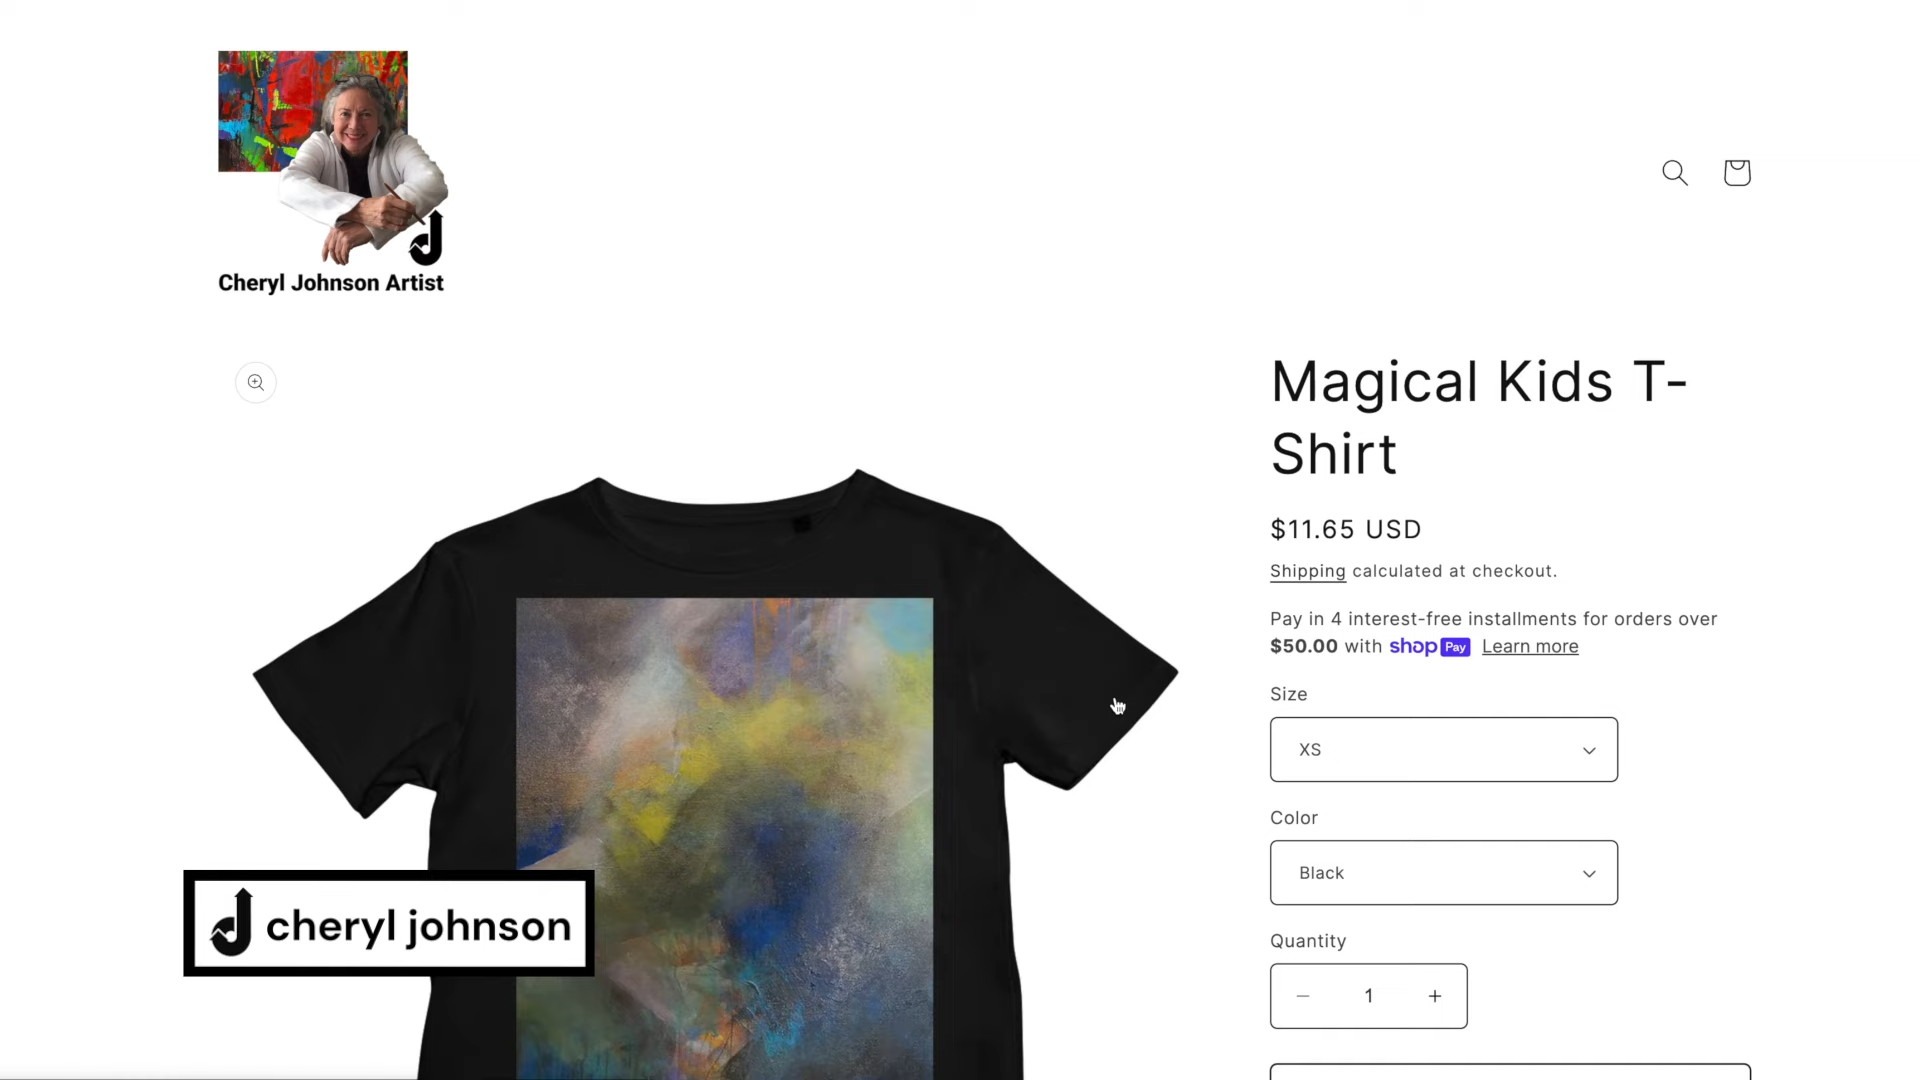 Cheryl Johnson Artist
Magical Kids T-
Shirt
$11.65 USD
Shipping calculated at checkout.
Pay in 4 interest-free installments for orders over
$50.00 with shop Pay Learn more
Size
XS
Color
Black
Quantity
1
cheryl johnson